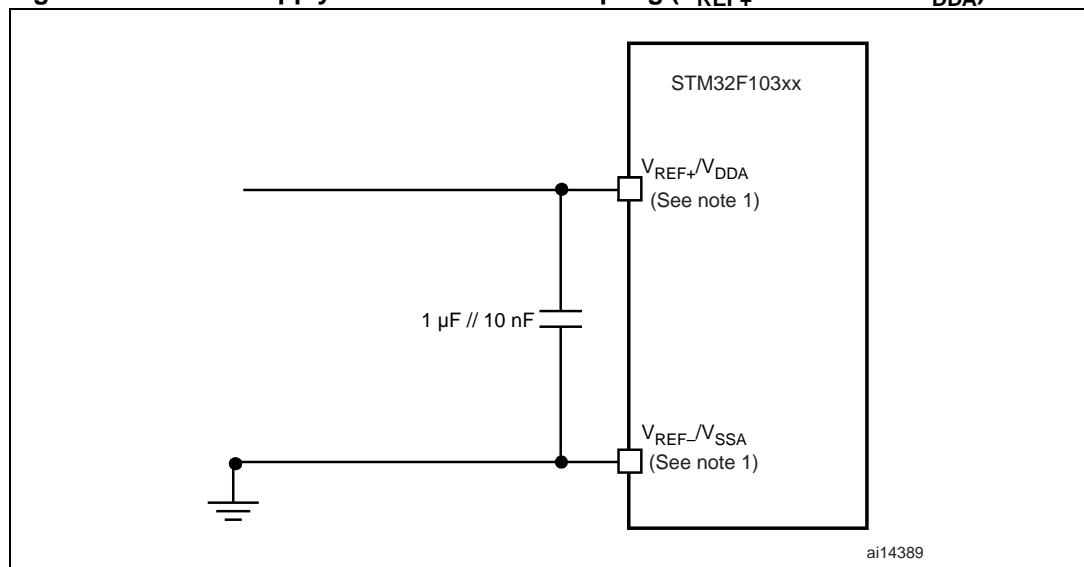 STM32F103xx
VREF+/VDDA
(See note 1)
1 µF // 10 nF
VREF–/VSSA
(See note 1)
ai14389